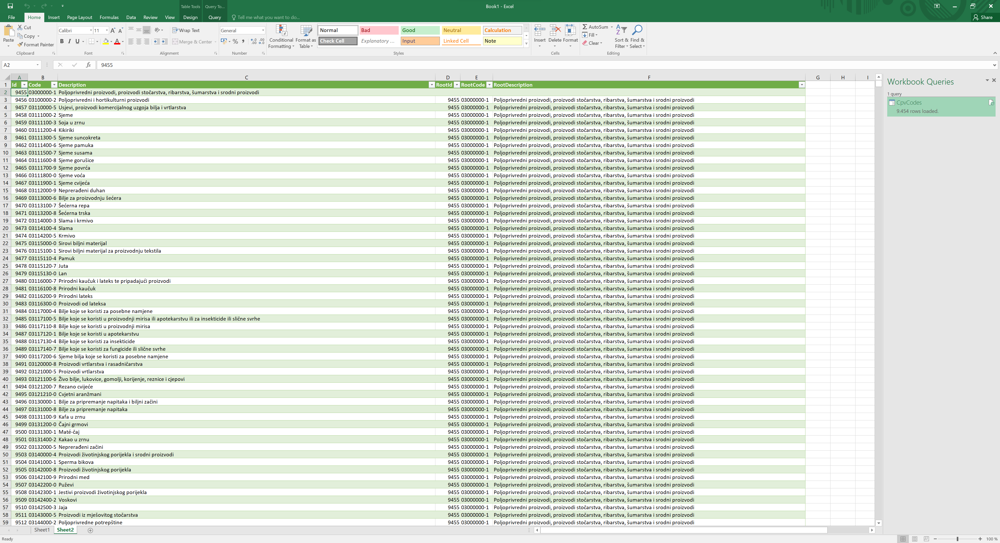 Table Tools Query To... Book1 - Excel
File Home Insert Page Layout Formulas Data Review View Design Query Tell me what you want to do... Share
Paste Cut Copy Format Painter Clipboard
Calibri 11 A A B I U A Font
Wrap Text Merge & Center Alignment
General % Number
Conditional Formatting Format as Table
Normal Bad Good Neutral Calculation
Check Cell Explanatory ... Input Linked Cell Note
Styles
Insert Delete Format Cells
AutoSum Fill Clear Sort & Filter Find & Select Editing
A2 fx 9455
A B C D E F G H I
1 Id Code Description RootId RootCode RootDescription
2 9455 03000000-1 Poljoprivredni proizvodi, proizvodi stočarstva, ribarstva, šumarstva i srodni proizvodi
3 9456 03100000-2 Poljoprivredni i hortikulturni proizvodi 9455 03000000-1 Poljoprivredni proizvodi, proizvodi stočarstva, ribarstva, šumarstva i srodni proizvodi
4 9457 03110000-5 Usjevi, proizvodi komercijalnog uzgoja bilja i vrtlarstva 9455 03000000-1 Poljoprivredni proizvodi, proizvodi stočarstva, ribarstva, šumarstva i srodni proizvodi
5 9458 03111000-2 Sjeme 9455 03000000-1 Poljoprivredni proizvodi, proizvodi stočarstva, ribarstva, šumarstva i srodni proizvodi
6 9459 03111100-3 Soja u zrnu 9455 03000000-1 Poljoprivredni proizvodi, proizvodi stočarstva, ribarstva, šumarstva i srodni proizvodi
7 9460 03111200-4 Kikiriki 9455 03000000-1 Poljoprivredni proizvodi, proizvodi stočarstva, ribarstva, šumarstva i srodni proizvodi
8 9461 03111300-5 Sjeme suncokreta 9455 03000000-1 Poljoprivredni proizvodi, proizvodi stočarstva, ribarstva, šumarstva i srodni proizvodi
9 9462 03111400-6 Sjeme pamuka 9455 03000000-1 Poljoprivredni proizvodi, proizvodi stočarstva, ribarstva, šumarstva i srodni proizvodi
10 9463 03111500-7 Sjeme susama 9455 03000000-1 Poljoprivredni proizvodi, proizvodi stočarstva, ribarstva, šumarstva i srodni proizvodi
11 9464 03111600-8 Sjeme gorušice 9455 03000000-1 Poljoprivredni proizvodi, proizvodi stočarstva, ribarstva, šumarstva i srodni proizvodi
12 9465 03111700-9 Sjeme povrća 9455 03000000-1 Poljoprivredni proizvodi, proizvodi stočarstva, ribarstva, šumarstva i srodni proizvodi
13 9466 03111800-0 Sjeme voća 9455 03000000-1 Poljoprivredni proizvodi, proizvodi stočarstva, ribarstva, šumarstva i srodni proizvodi
14 9467 03111900-1 Sjeme cvijeća 9455 03000000-1 Poljoprivredni proizvodi, proizvodi stočarstva, ribarstva, šumarstva i srodni proizvodi
15 9468 03112000-9 Neprerađeni duhan 9455 03000000-1 Poljoprivredni proizvodi, proizvodi stočarstva, ribarstva, šumarstva i srodni proizvodi
16 9469 03113000-6 Bilje za proizvodnju šećera 9455 03000000-1 Poljoprivredni proizvodi, proizvodi stočarstva, ribarstva, šumarstva i srodni proizvodi
17 9470 03113100-7 Šećerna repa 9455 03000000-1 Poljoprivredni proizvodi, proizvodi stočarstva, ribarstva, šumarstva i srodni proizvodi
18 9471 03113200-8 Šećerna trska 9455 03000000-1 Poljoprivredni proizvodi, proizvodi stočarstva, ribarstva, šumarstva i srodni proizvodi
19 9472 03114000-3 Slama i krmivo 9455 03000000-1 Poljoprivredni proizvodi, proizvodi stočarstva, ribarstva, šumarstva i srodni proizvodi
20 9473 03114100-4 Slama 9455 03000000-1 Poljoprivredni proizvodi, proizvodi stočarstva, ribarstva, šumarstva i srodni proizvodi
21 9474 03114200-5 Krmivo 9455 03000000-1 Poljoprivredni proizvodi, proizvodi stočarstva, ribarstva, šumarstva i srodni proizvodi
22 9475 03115000-0 Sirovi biljni materijal 9455 03000000-1 Poljoprivredni proizvodi, proizvodi stočarstva, ribarstva, šumarstva i srodni proizvodi
23 9476 03115100-1 Sirovi biljni materijal za proizvodnju tekstila 9455 03000000-1 Poljoprivredni proizvodi, proizvodi stočarstva, ribarstva, šumarstva i srodni proizvodi
24 9477 03115110-4 Pamuk 9455 03000000-1 Poljoprivredni proizvodi, proizvodi stočarstva, ribarstva, šumarstva i srodni proizvodi
25 9478 03115120-7 Juta 9455 03000000-1 Poljoprivredni proizvodi, proizvodi stočarstva, ribarstva, šumarstva i srodni proizvodi
26 9479 03115130-0 Lan 9455 03000000-1 Poljoprivredni proizvodi, proizvodi stočarstva, ribarstva, šumarstva i srodni proizvodi
27 9480 03116000-7 Prirodni kaučuk i lateks te pripadajući proizvodi 9455 03000000-1 Poljoprivredni proizvodi, proizvodi stočarstva, ribarstva, šumarstva i srodni proizvodi
28 9481 03116100-8 Prirodni kaučuk 9455 03000000-1 Poljoprivredni proizvodi, proizvodi stočarstva, ribarstva, šumarstva i srodni proizvodi
29 9482 03116200-9 Prirodni lateks 9455 03000000-1 Poljoprivredni proizvodi, proizvodi stočarstva, ribarstva, šumarstva i srodni proizvodi
30 9483 03116300-0 Proizvodi od lateksa 9455 03000000-1 Poljoprivredni proizvodi, proizvodi stočarstva, ribarstva, šumarstva i srodni proizvodi
31 9484 03117000-4 Bilje koje se koristi za posebne namjene 9455 03000000-1 Poljoprivredni proizvodi, proizvodi stočarstva, ribarstva, šumarstva i srodni proizvodi
32 9485 03117100-5 Bilje koje se koristi u proizvodnji mirisa ili apotekarstvu ili za insekticide ili slične svrhe 9455 03000000-1 Poljoprivredni proizvodi, proizvodi stočarstva, ribarstva, šumarstva i srodni proizvodi
33 9486 03117110-8 Bilje koje se koristi u proizvodnji mirisa 9455 03000000-1 Poljoprivredni proizvodi, proizvodi stočarstva, ribarstva, šumarstva i srodni proizvodi
34 9487 03117120-1 Bilje koje se koristi u apotekarstvu 9455 03000000-1 Poljoprivredni proizvodi, proizvodi stočarstva, ribarstva, šumarstva i srodni proizvodi
35 9488 03117130-4 Bilje koje se koristi za insekticide 9455 03000000-1 Poljoprivredni proizvodi, proizvodi stočarstva, ribarstva, šumarstva i srodni proizvodi
36 9489 03117140-7 Bilje koje se koristi za fungicide ili slične svrhe 9455 03000000-1 Poljoprivredni proizvodi, proizvodi stočarstva, ribarstva, šumarstva i srodni proizvodi
37 9490 03117200-6 Sjeme bilja koje se koristi za posebne namjene 9455 03000000-1 Poljoprivredni proizvodi, proizvodi stočarstva, ribarstva, šumarstva i srodni proizvodi
38 9491 03120000-8 Proizvodi vrtlarstva i rasadničarstva 9455 03000000-1 Poljoprivredni proizvodi, proizvodi stočarstva, ribarstva, šumarstva i srodni proizvodi
39 9492 03121000-5 Proizvodi vrtlarstva 9455 03000000-1 Poljoprivredni proizvodi, proizvodi stočarstva, ribarstva, šumarstva i srodni proizvodi
40 9493 03121100-6 Živo bilje, lukovice, gomolji, korijenje, reznice i cjepovi 9455 03000000-1 Poljoprivredni proizvodi, proizvodi stočarstva, ribarstva, šumarstva i srodni proizvodi
41 9494 03121200-7 Rezano cvijeće 9455 03000000-1 Poljoprivredni proizvodi, proizvodi stočarstva, ribarstva, šumarstva i srodni proizvodi
42 9495 03121210-0 Cvjetni aranžmani 9455 03000000-1 Poljoprivredni proizvodi, proizvodi stočarstva, ribarstva, šumarstva i srodni proizvodi
43 9496 03130000-1 Bilje za pripremanje napitaka i biljni začini 9455 03000000-1 Poljoprivredni proizvodi, proizvodi stočarstva, ribarstva, šumarstva i srodni proizvodi
44 9497 03131000-8 Bilje za pripremanje napitaka 9455 03000000-1 Poljoprivredni proizvodi, proizvodi stočarstva, ribarstva, šumarstva i srodni proizvodi
45 9498 03131100-9 Kafa u zrnu 9455 03000000-1 Poljoprivredni proizvodi, proizvodi stočarstva, ribarstva, šumarstva i srodni proizvodi
46 9499 03131200-0 Čajni grmovi 9455 03000000-1 Poljoprivredni proizvodi, proizvodi stočarstva, ribarstva, šumarstva i srodni proizvodi
47 9500 03131300-1 Maté-čaj 9455 03000000-1 Poljoprivredni proizvodi, proizvodi stočarstva, ribarstva, šumarstva i srodni proizvodi
48 9501 03131400-2 Kakao u zrnu 9455 03000000-1 Poljoprivredni proizvodi, proizvodi stočarstva, ribarstva, šumarstva i srodni proizvodi
49 9502 03132000-5 Neprerađeni začini 9455 03000000-1 Poljoprivredni proizvodi, proizvodi stočarstva, ribarstva, šumarstva i srodni proizvodi
50 9503 03140000-4 Proizvodi životinjskog porijekla i srodni proizvodi 9455 03000000-1 Poljoprivredni proizvodi, proizvodi stočarstva, ribarstva, šumarstva i srodni proizvodi
51 9504 03141000-1 Sperma bikova 9455 03000000-1 Poljoprivredni proizvodi, proizvodi stočarstva, ribarstva, šumarstva i srodni proizvodi
52 9505 03142000-8 Proizvodi životinjskog porijekla 9455 03000000-1 Poljoprivredni proizvodi, proizvodi stočarstva, ribarstva, šumarstva i srodni proizvodi
53 9506 03142100-9 Prirodni med 9455 03000000-1 Poljoprivredni proizvodi, proizvodi stočarstva, ribarstva, šumarstva i srodni proizvodi
54 9507 03142200-0 Puževi 9455 03000000-1 Poljoprivredni proizvodi, proizvodi stočarstva, ribarstva, šumarstva i srodni proizvodi
55 9508 03142300-1 Jestivi proizvodi životinjskog porijekla 9455 03000000-1 Poljoprivredni proizvodi, proizvodi stočarstva, ribarstva, šumarstva i srodni proizvodi
56 9509 03142400-2 Voskovi 9455 03000000-1 Poljoprivredni proizvodi, proizvodi stočarstva, ribarstva, šumarstva i srodni proizvodi
57 9510 03142500-3 Jaja 9455 03000000-1 Poljoprivredni proizvodi, proizvodi stočarstva, ribarstva, šumarstva i srodni proizvodi
58 9511 03143000-5 Proizvodi iz mješovitog stočarstva 9455 03000000-1 Poljoprivredni proizvodi, proizvodi stočarstva, ribarstva, šumarstva i srodni proizvodi
59 9512 03144000-2 Poljoprivredne potrepštine 9455 03000000-1 Poljoprivredni proizvodi, proizvodi stočarstva, ribarstva, šumarstva i srodni proizvodi
Workbook Queries
1 query
CpvCodes
9.454 rows loaded.
Sheet1 Sheet2
Ready 100 %